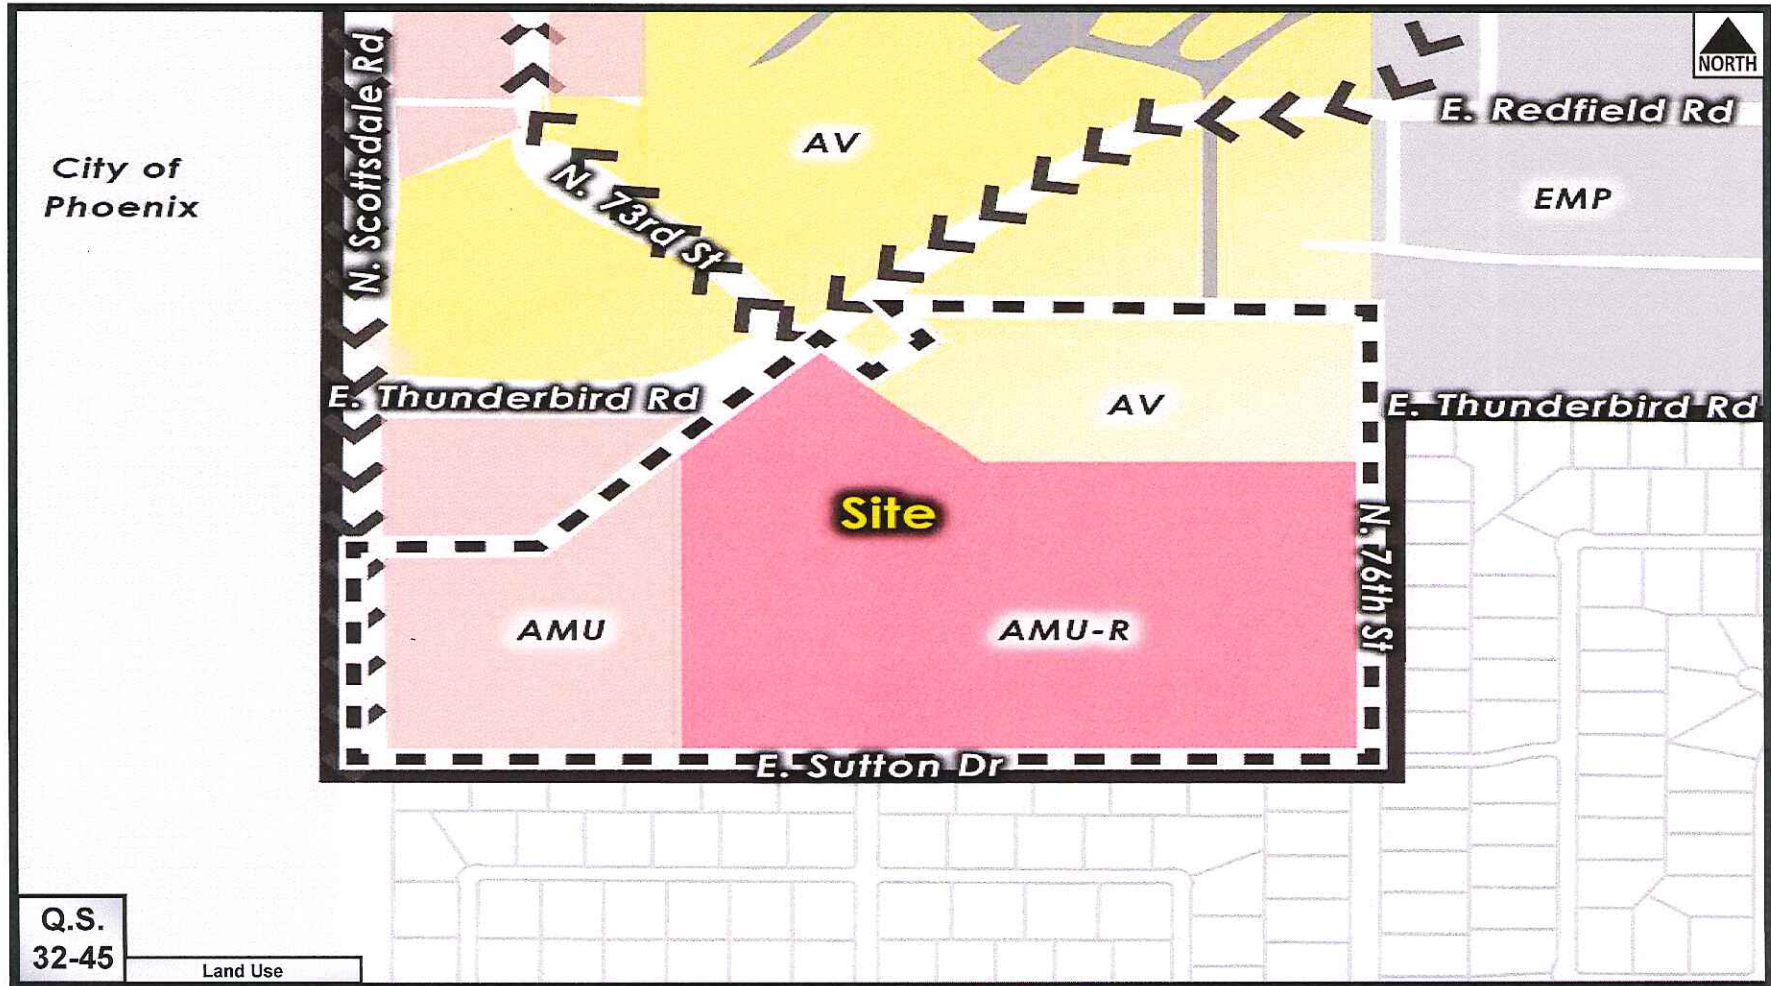 NORTH
N. Scottsdale Rd
E. Redfield Rd
AV
City of
Phoenix
N. 73rd St
EMP
E. Thunderbird Rd
AV
E. Thunderbird Rd
Site
N. 76th St
AMU
AMU-R
E. Sutton Dr
Q.S.
32-45
Land Use